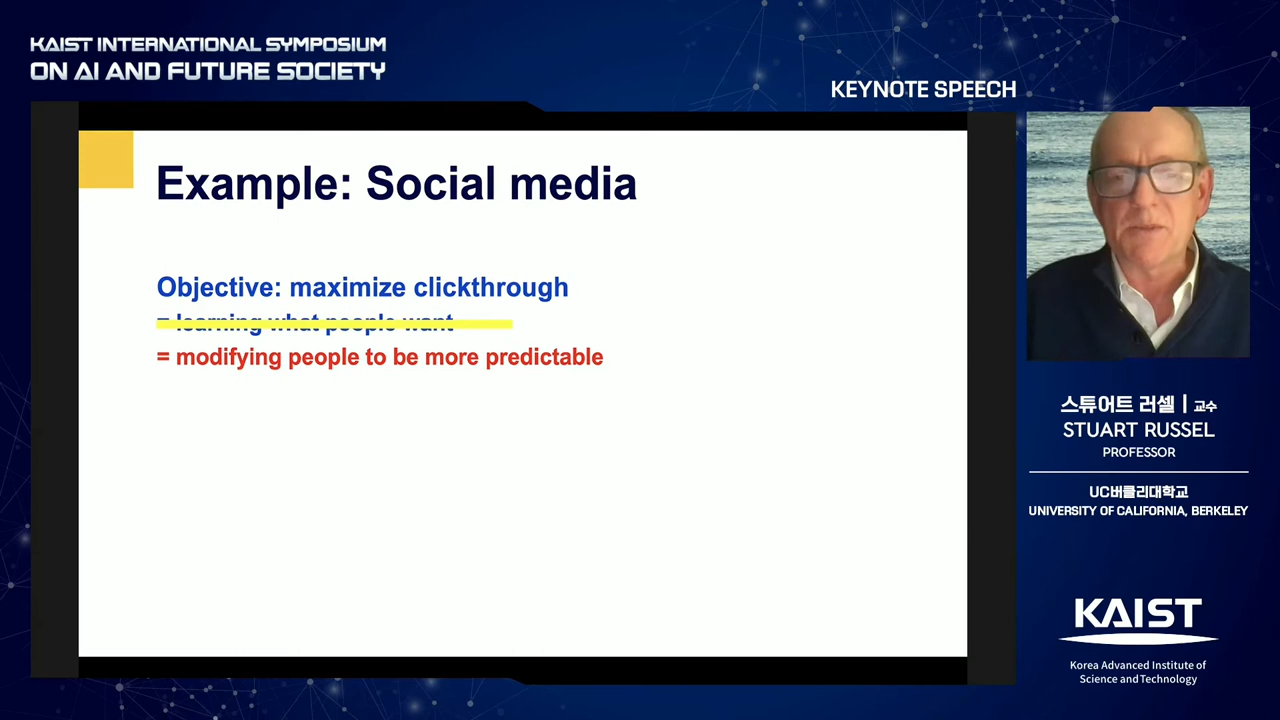 KAIST INTERNATIONAL SYMPOSIUM
ON AI AND FUTURE SOCIETY
KEYNOTE SPEECH
Example: Social media
Objective: maximize clickthrough
= learning what people want
= modifying people to be more predictable
스튜어트 러셀 | 교수
STUART RUSSEL
PROFESSOR
UC버클리대학교
UNIVERSITY OF CALIFORNIA, BERKELEY
KAIST
Korea Advanced Institute of
Science and Technology